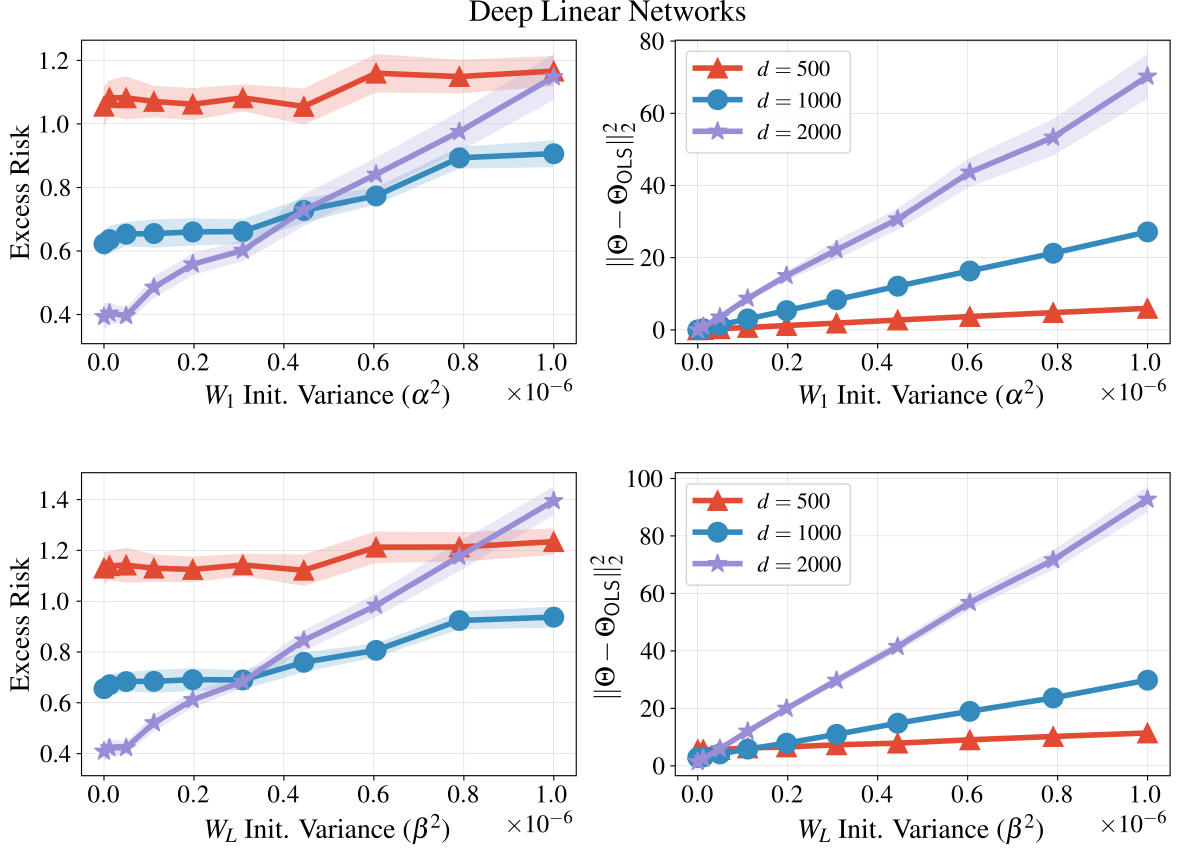 Deep Linear Networks
Excess Risk
1.2
1.0
0.8
0.6
0.4
0.0 0.2 0.4 0.6 0.8 1.0
W₁ Init. Variance (α²)
×10⁻⁶
‖Θ − Θ_OLS‖₂²
80
60
40
20
0
d = 500
d = 1000
d = 2000
0.0 0.2 0.4 0.6 0.8 1.0
W₁ Init. Variance (α²)
×10⁻⁶
Excess Risk
1.4
1.2
1.0
0.8
0.6
0.4
0.0 0.2 0.4 0.6 0.8 1.0
W_L Init. Variance (β²)
×10⁻⁶
‖Θ − Θ_OLS‖₂²
100
80
60
40
20
0
d = 500
d = 1000
d = 2000
0.0 0.2 0.4 0.6 0.8 1.0
W_L Init. Variance (β²)
×10⁻⁶